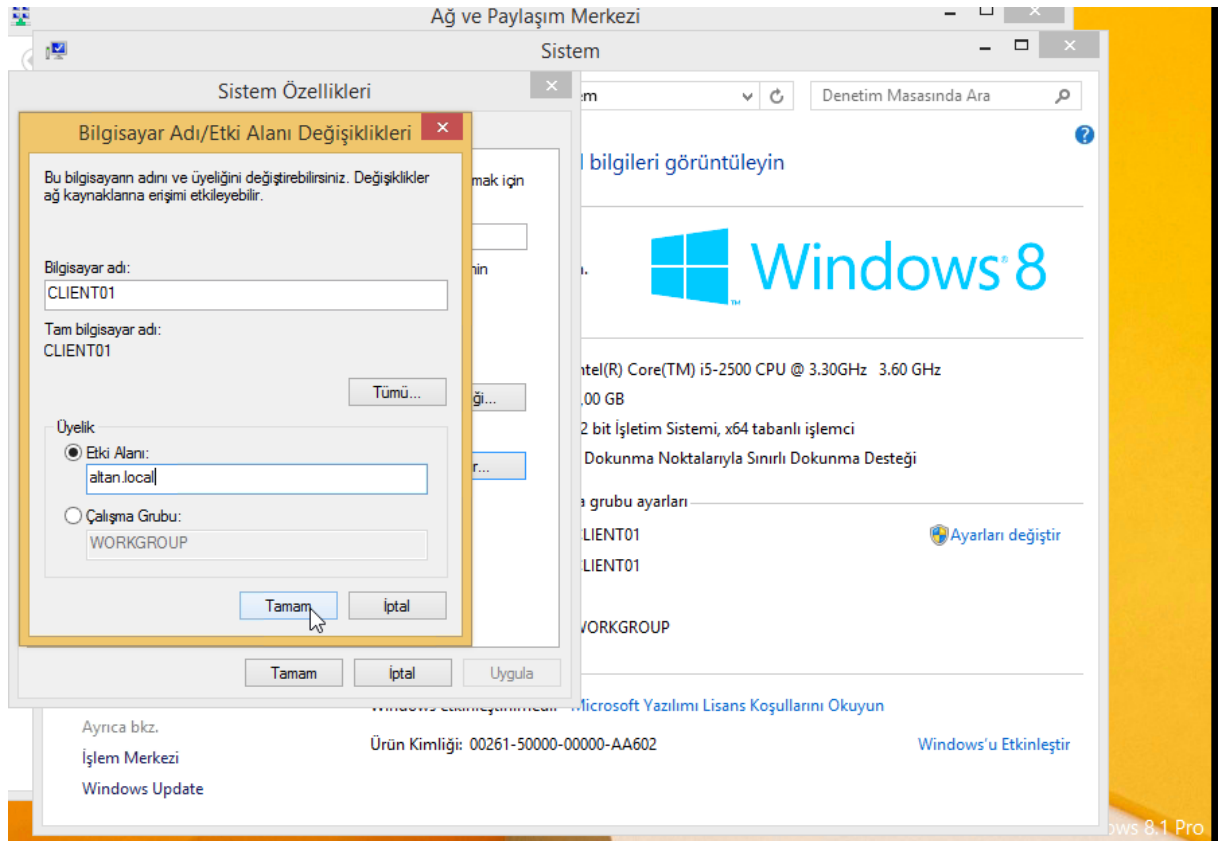 Ağ ve Paylaşım Merkezi
Sistem
Sistem Özellikleri
Denetim Masasında Ara
Bilgisayar Adı/Etki Alanı Değişiklikleri
bilgileri görüntüleyin
Bu bilgisayarın adını ve üyeliğini değiştirebilirsiniz. Değişiklikler
ağ kaynaklarına erişimi etkileyebilir.
mak için
Windows 8
Bilgisayar adı:
CLIENT01
Tam bilgisayar adı:
CLIENT01
Tümü...
ği...
r...
ntel(R) Core(TM) i5-2500 CPU @ 3.30GHz 3.60 GHz
,00 GB
2 bit İşletim Sistemi, x64 tabanlı işlemci
Dokunma Noktalarıyla Sınırlı Dokunma Desteği
Üyelik
Etki Alanı:
altan.local
Çalışma Grubu:
WORKGROUP
a grubu ayarları
LIENT01
Ayarları değiştir
LIENT01
VORKGROUP
Tamam
İptal
Tamam
İptal
Uygula
Microsoft Yazılımı Lisans Koşullarını Okuyun
Ayrıca bkz.
İşlem Merkezi
Windows Update
Ürün Kimliği: 00261-50000-00000-AA602
Windows'u Etkinleştir
ows 8.1 Pro